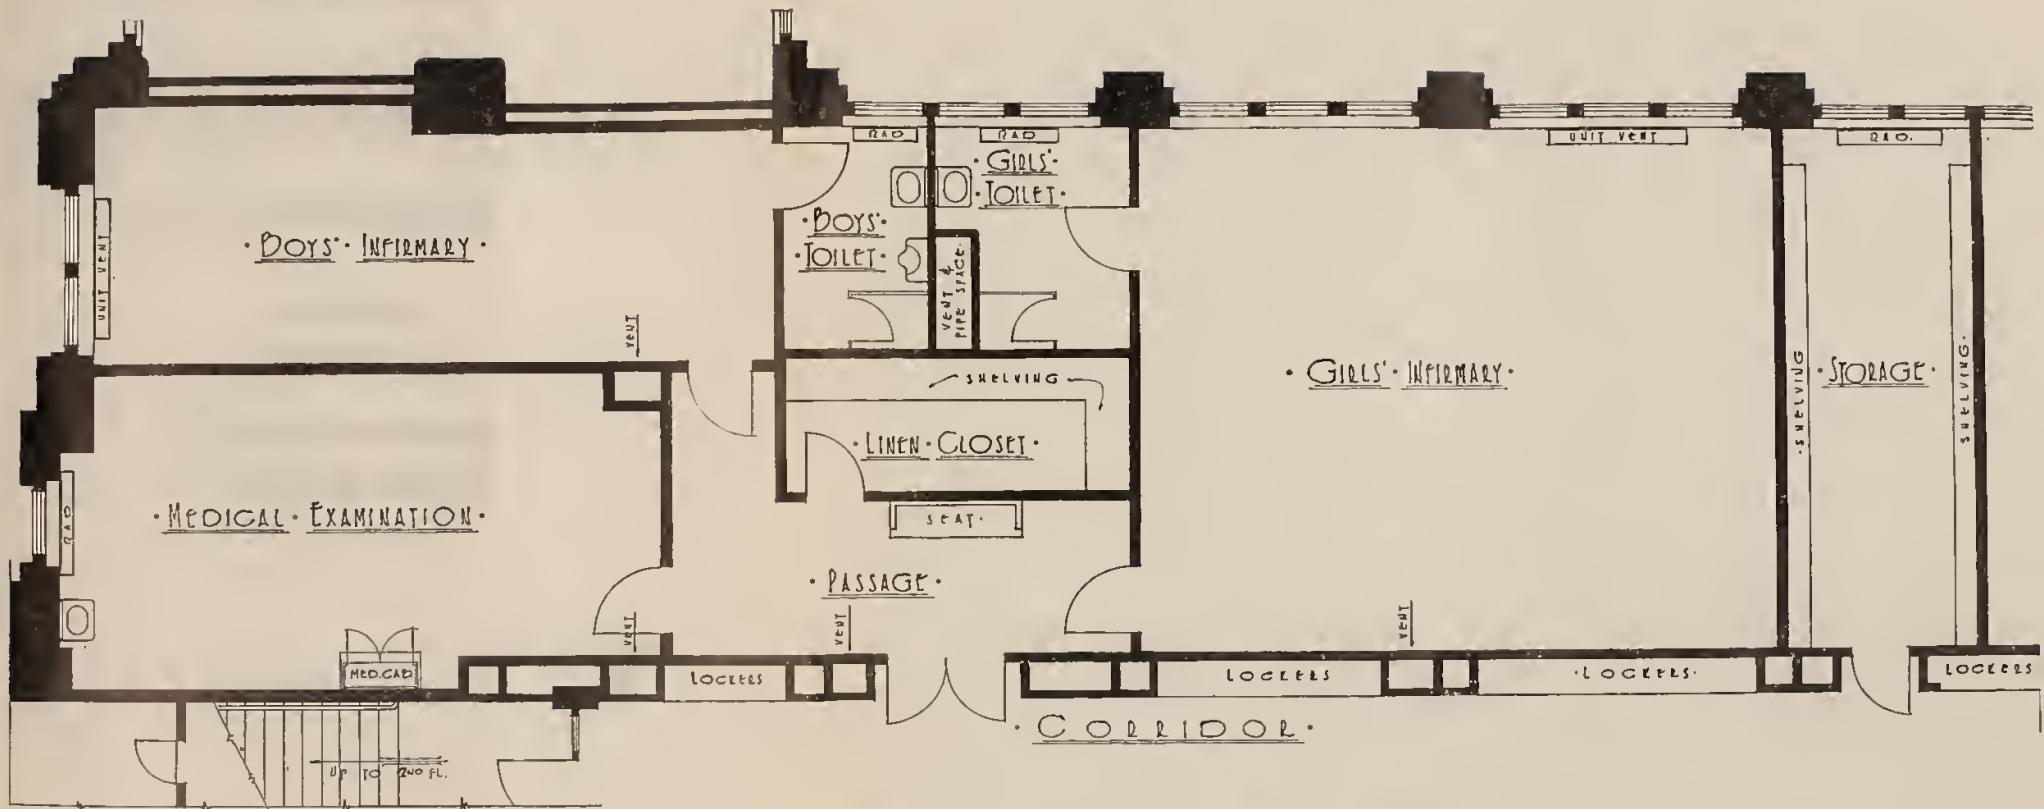 RAD
RAD
UNIT VENT
RAD.
· GIRLS' ·
· TOILET ·
· BOYS' ·
· TOILET ·
· BOYS' · INFIRMARY ·
UNIT VENT
VENT &
PIPE SPACE·
VENT
SHELVING
· GIRLS' · INFIRMARY ·
· STORAGE ·
·SHELVING
SHELVING·
· LINEN · CLOSET ·
· MEDICAL · EXAMINATION ·
RAD
SEAT·
· PASSAGE ·
VENT
VENT
VENT
MED.CAB
LOCKERS
LOCKERS
·LOCKERS·
LOCKERS
· CORRIDOR ·
UP TO 2ND FL.